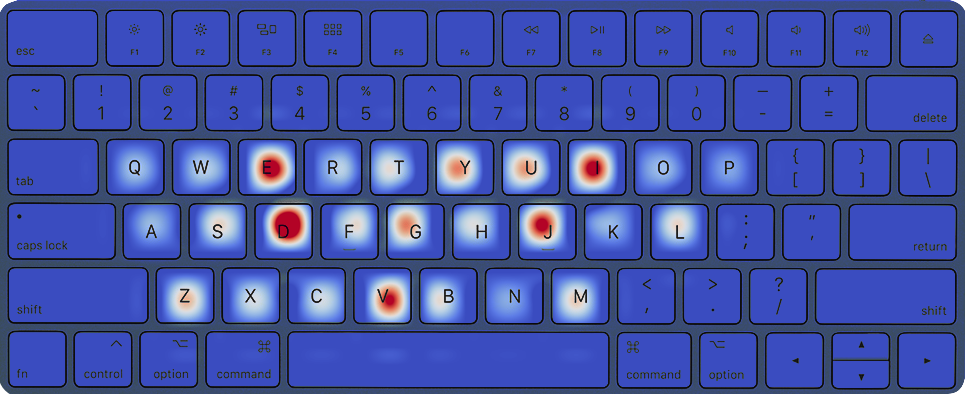 esc F1 F2 F3 F4 F5 F6 F7 F8 F9 F10 F11 F12
~ ! @ # $ % ^ & * ( ) — +
` 1 2 3 4 5 6 7 8 9 0 - = delete
tab Q W E R T Y U I O P { [ } ] | \
caps lock A S D F G H J K L : ; " ' return
shift Z X C V B N M < , > . ? / shift
fn control option command command option